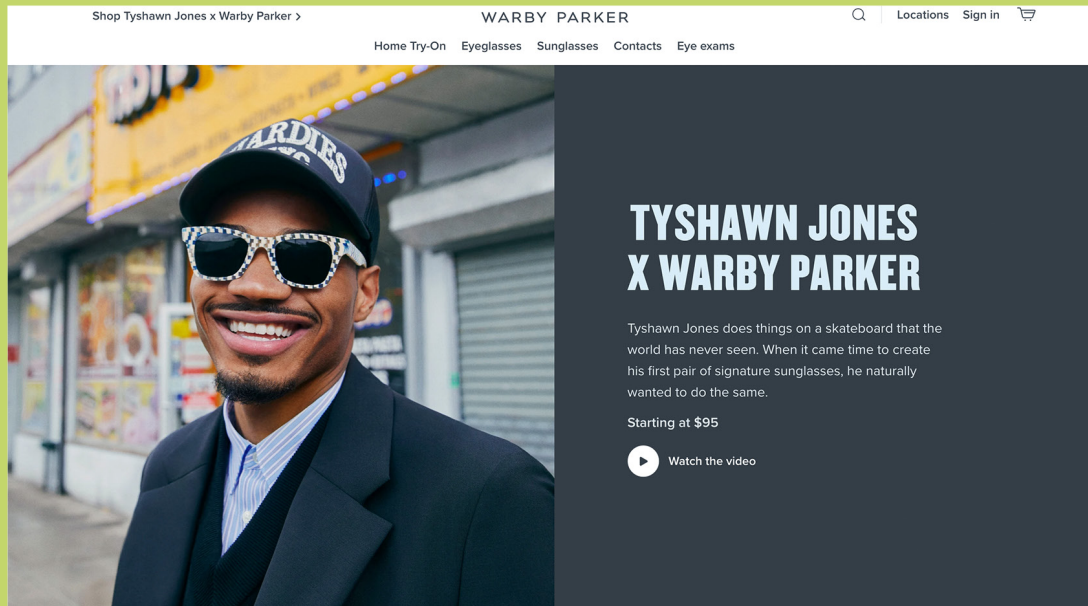 Shop Tyshawn Jones x Warby Parker
WARBY PARKER
Locations
Sign in
Home Try-On
Eyeglasses
Sunglasses
Contacts
Eye exams
TYSHAWN JONES
X WARBY PARKER
Tyshawn Jones does things on a skateboard that the
world has never seen. When it came time to create
his first pair of signature sunglasses, he naturally
wanted to do the same.
Starting at $95
Watch the video